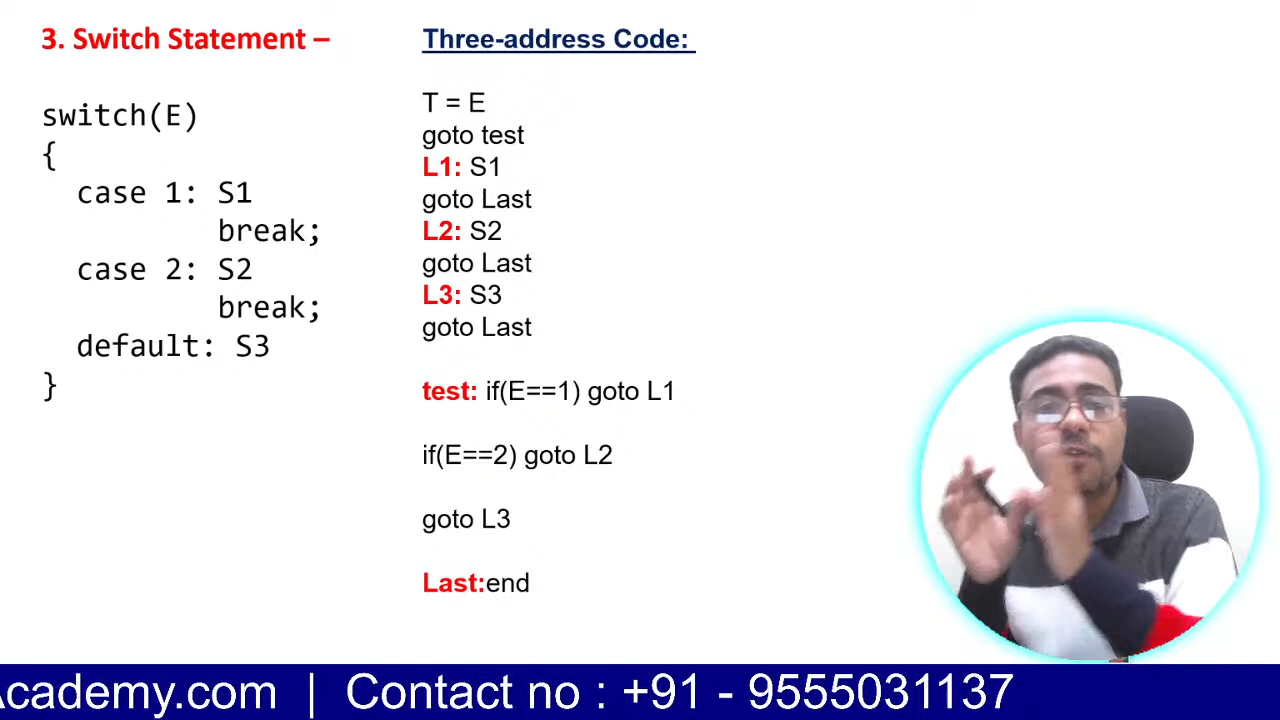 3. Switch Statement –
switch(E)
{
case 1: S1
break;
case 2: S2
break;
default: S3
}
Three-address Code:
T = E
goto test
L1: S1
goto Last
L2: S2
goto Last
L3: S3
goto Last
test: if(E==1) goto L1
if(E==2) goto L2
goto L3
Last:end
Academy.com | Contact no : +91 - 9555031137